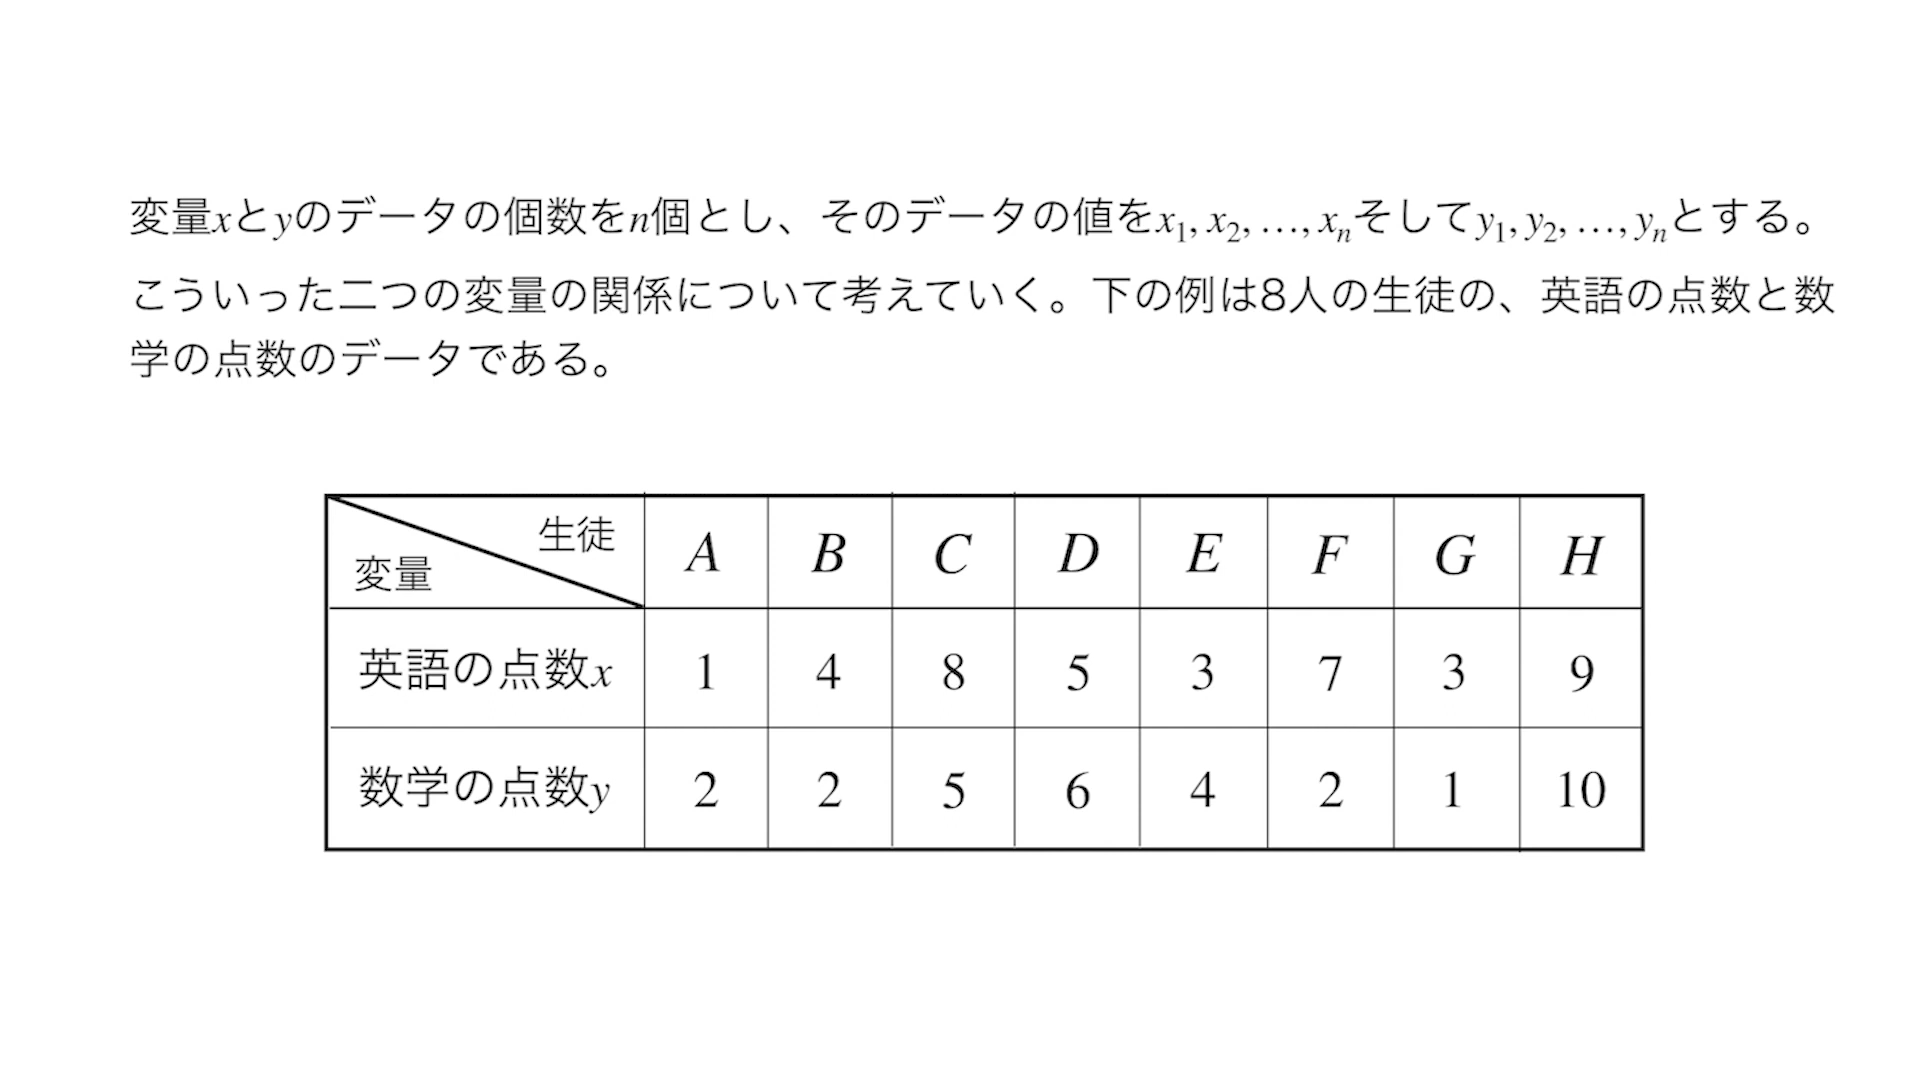 変量xとyのデータの個数をn個とし、そのデータの値をx₁, x₂, …, xₙそしてy₁, y₂, …, yₙとする。
こういった二つの変量の関係について考えていく。下の例は8人の生徒の、英語の点数と数
学の点数のデータである。
変量 生徒 A B C D E F G H
英語の点数x 1 4 8 5 3 7 3 9
数学の点数y 2 2 5 6 4 2 1 10